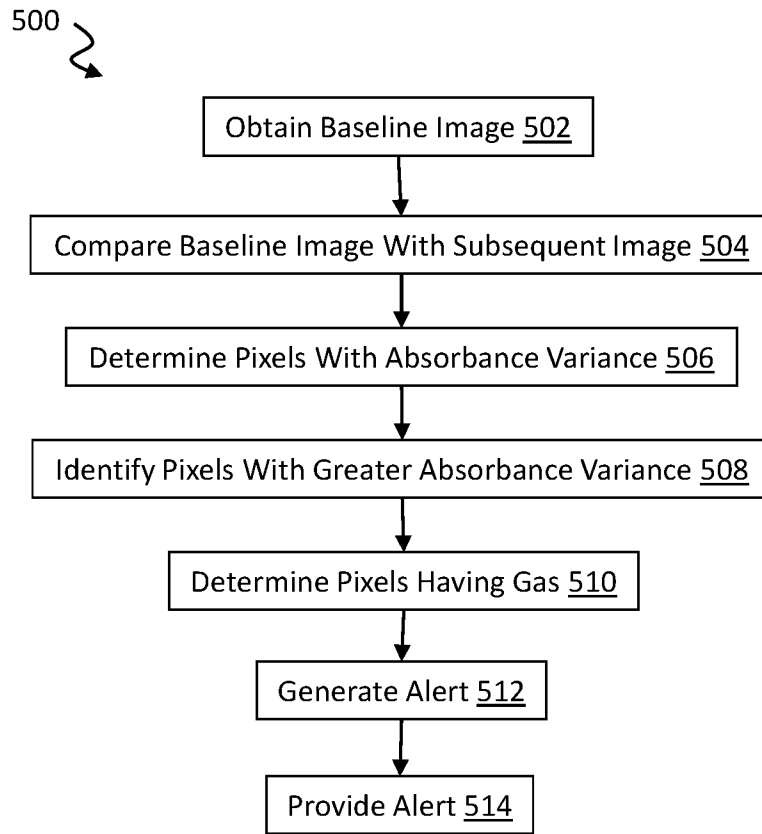 500
Obtain Baseline Image 502
Compare Baseline Image With Subsequent Image 504
Determine Pixels With Absorbance Variance 506
Identify Pixels With Greater Absorbance Variance 508
Determine Pixels Having Gas 510
Generate Alert 512
Provide Alert 514